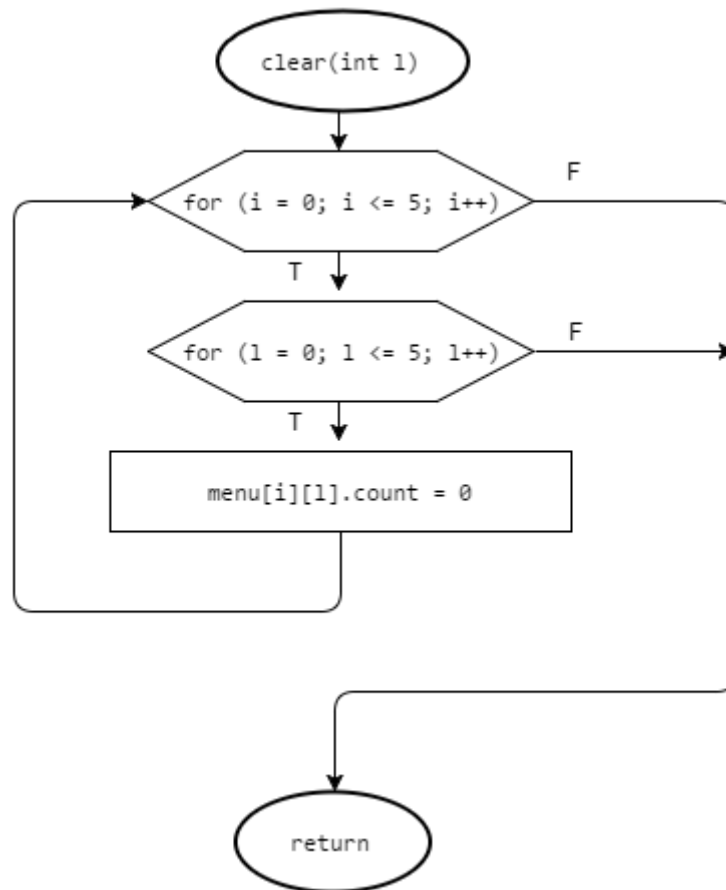 clear(int l)
for (i = 0; i <= 5; i++)
F
T
for (l = 0; l <= 5; l++)
F
T
menu[i][l].count = 0
return